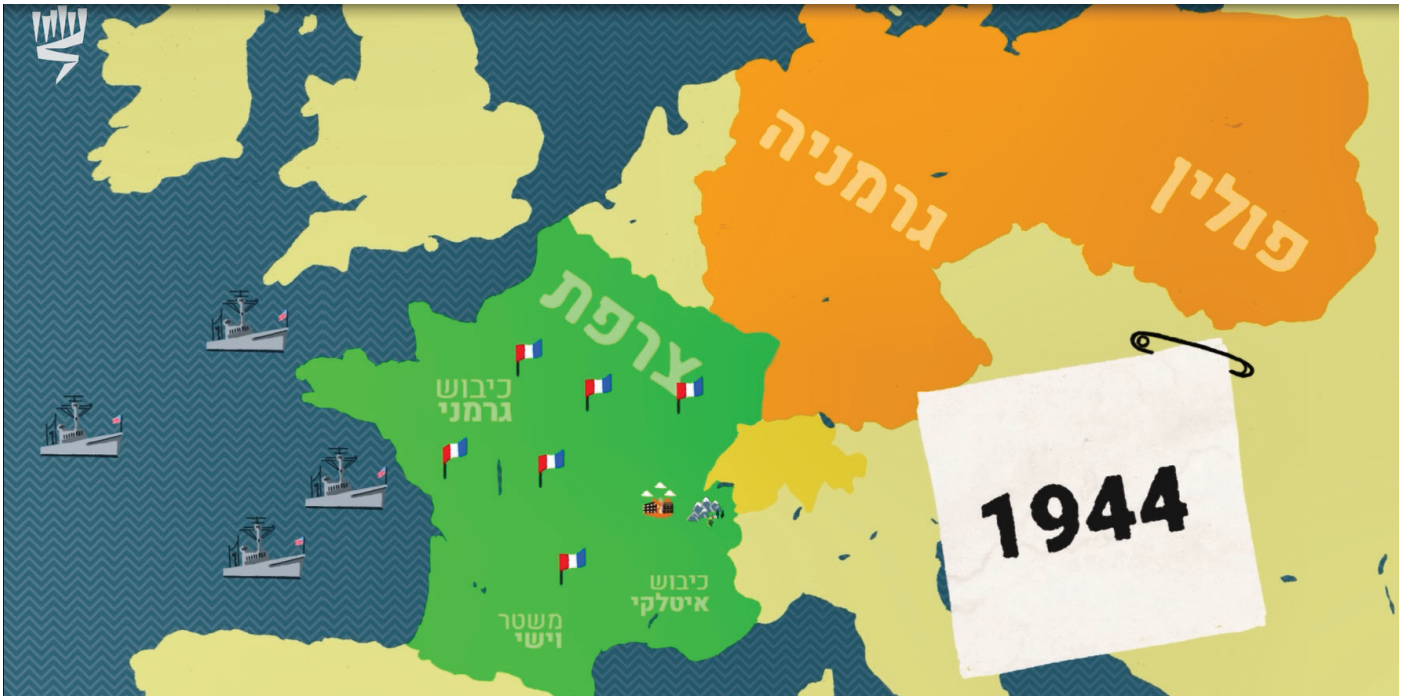 גרמניה
פולין
צרפת
כיבוש
גרמני
1944
כיבוש
איטלקי
משטר
וישי